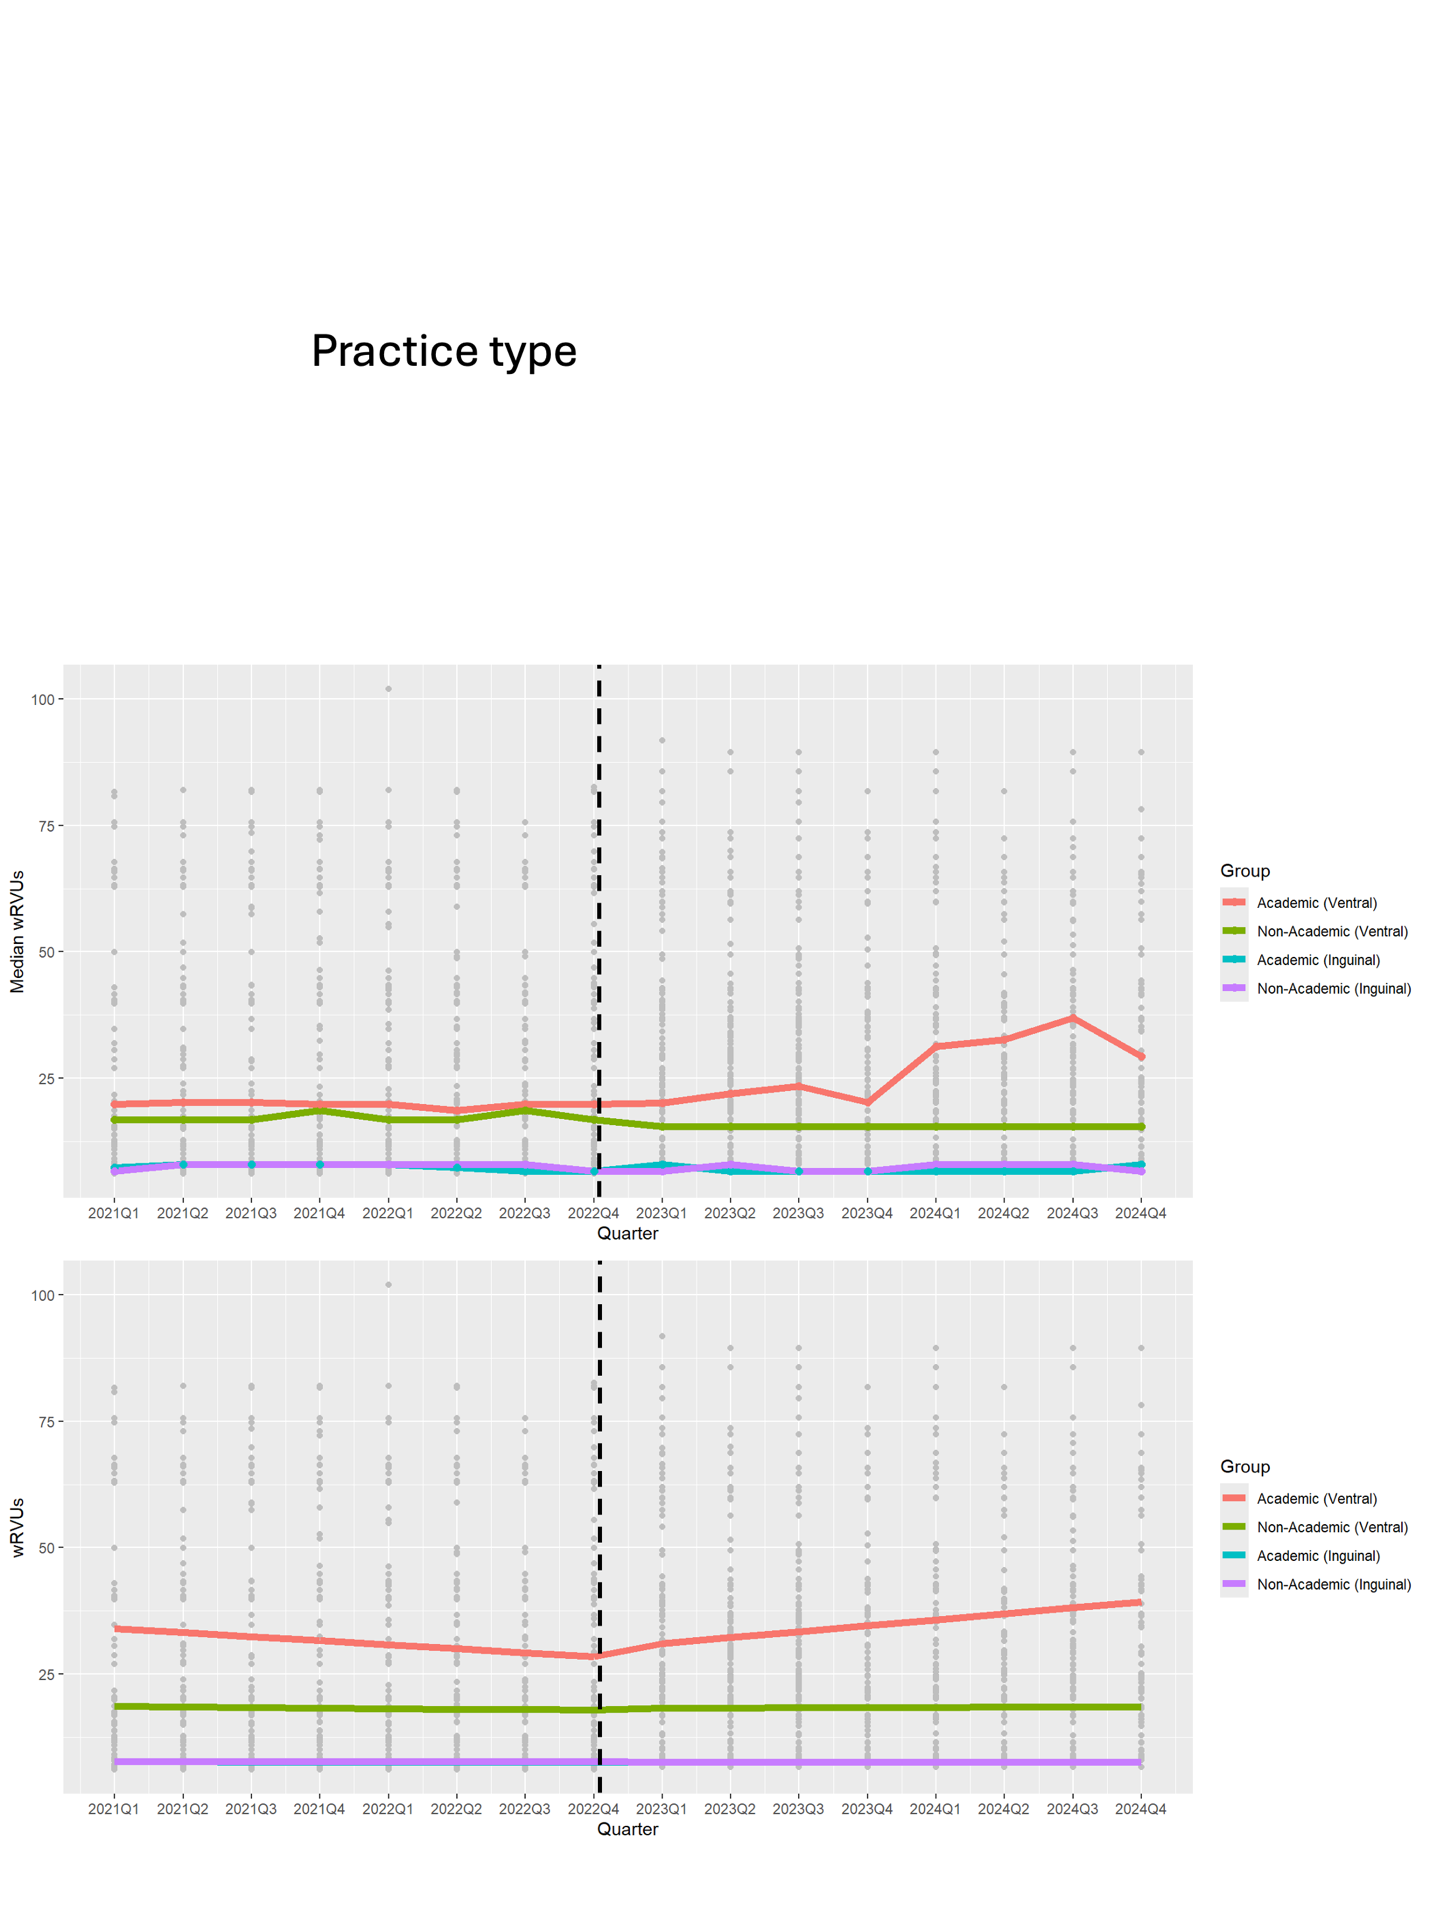 Practice type
100
75
50
25
Median wRVUs
2021Q1 2021Q2 2021Q3 2021Q4 2022Q1 2022Q2 2022Q3 2022Q4 2023Q1 2023Q2 2023Q3 2023Q4 2024Q1 2024Q2 2024Q3 2024Q4
Quarter
Group
Academic (Ventral)
Non-Academic (Ventral)
Academic (Inguinal)
Non-Academic (Inguinal)
100
75
50
25
wRVUs
2021Q1 2021Q2 2021Q3 2021Q4 2022Q1 2022Q2 2022Q3 2022Q4 2023Q1 2023Q2 2023Q3 2023Q4 2024Q1 2024Q2 2024Q3 2024Q4
Quarter
Group
Academic (Ventral)
Non-Academic (Ventral)
Academic (Inguinal)
Non-Academic (Inguinal)